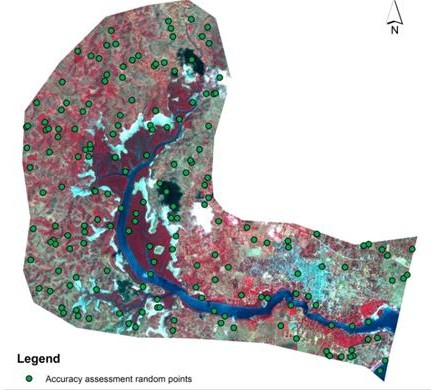 N
Legend
Accuracy assessment random points